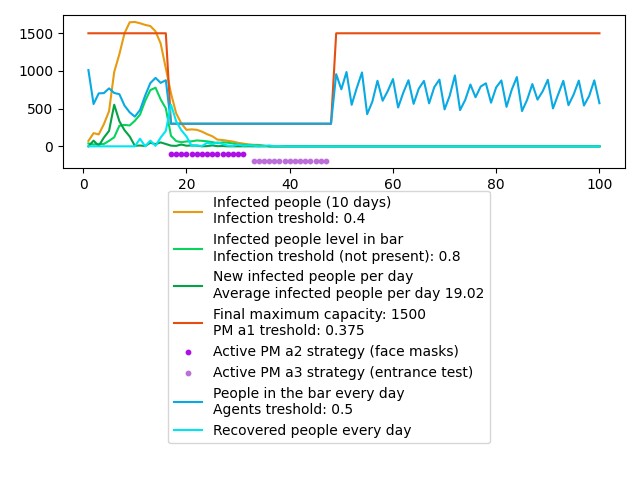 1500
1000
500
0
0
20
40
60
80
100
Infected people (10 days)
Infection treshold: 0.4
Infected people level in bar
Infection treshold (not present): 0.8
New infected people per day
Average infected people per day 19.02
Final maximum capacity: 1500
PM a1 treshold: 0.375
Active PM a2 strategy (face masks)
Active PM a3 strategy (entrance test)
People in the bar every day
Agents treshold: 0.5
Recovered people every day